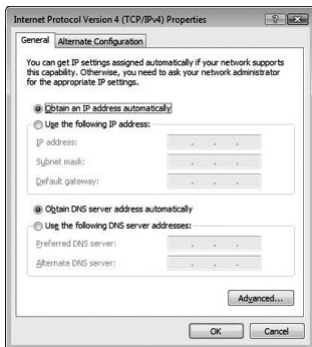 Internet Protocol Version 4 (TCP/IPv4) Properties
General
Alternate Configuration
You can get IP settings assigned automatically if your network supports
this capability. Otherwise, you need to ask your network administrator
for the appropriate IP settings.
Obtain an IP address automatically
Use the following IP address:
IP address:
Subnet mask:
Default gateway:
Obtain DNS server address automatically
Use the following DNS server addresses:
Preferred DNS server:
Alternate DNS server:
Advanced...
OK
Cancel